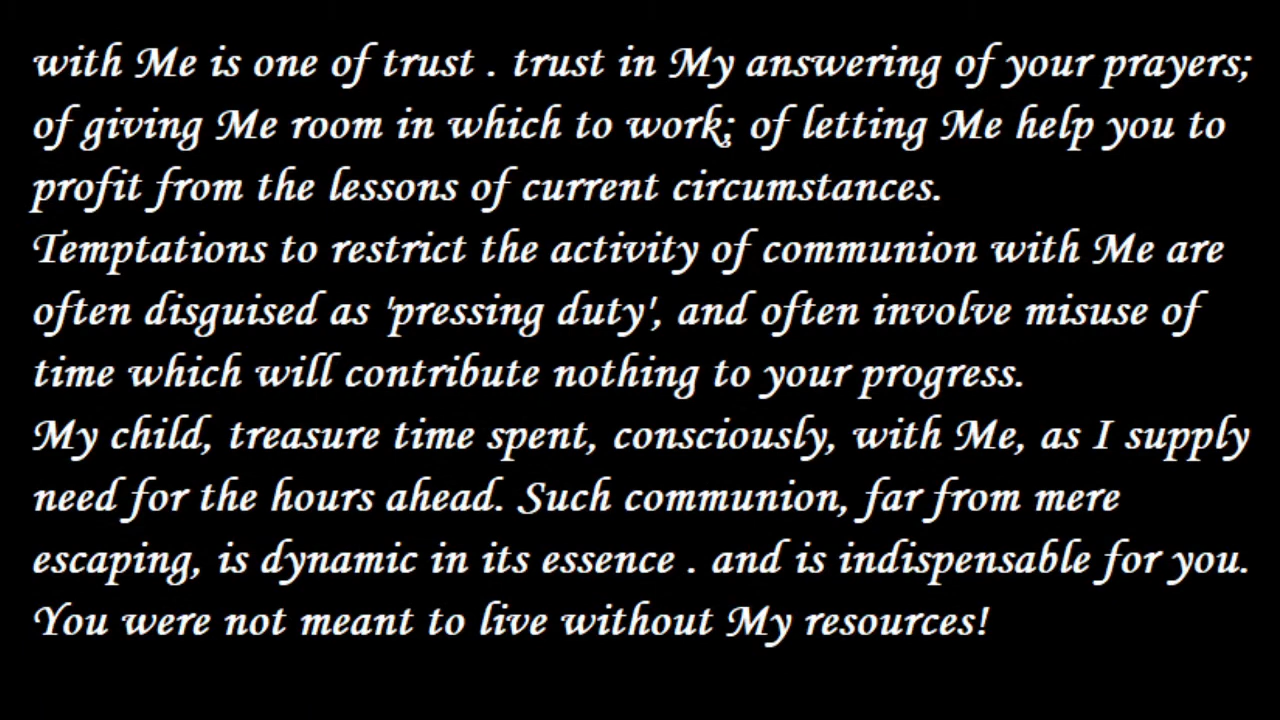 with Me is one of trust . trust in My answering of your prayers;
of giving Me room in which to work; of letting Me help you to
profit from the lessons of current circumstances.
Temptations to restrict the activity of communion with Me are
often disguised as 'pressing duty', and often involve misuse of
time which will contribute nothing to your progress.
My child, treasure time spent, consciously, with Me, as I supply
need for the hours ahead. Such communion, far from mere
escaping, is dynamic in its essence . and is indispensable for you.
You were not meant to live without My resources!